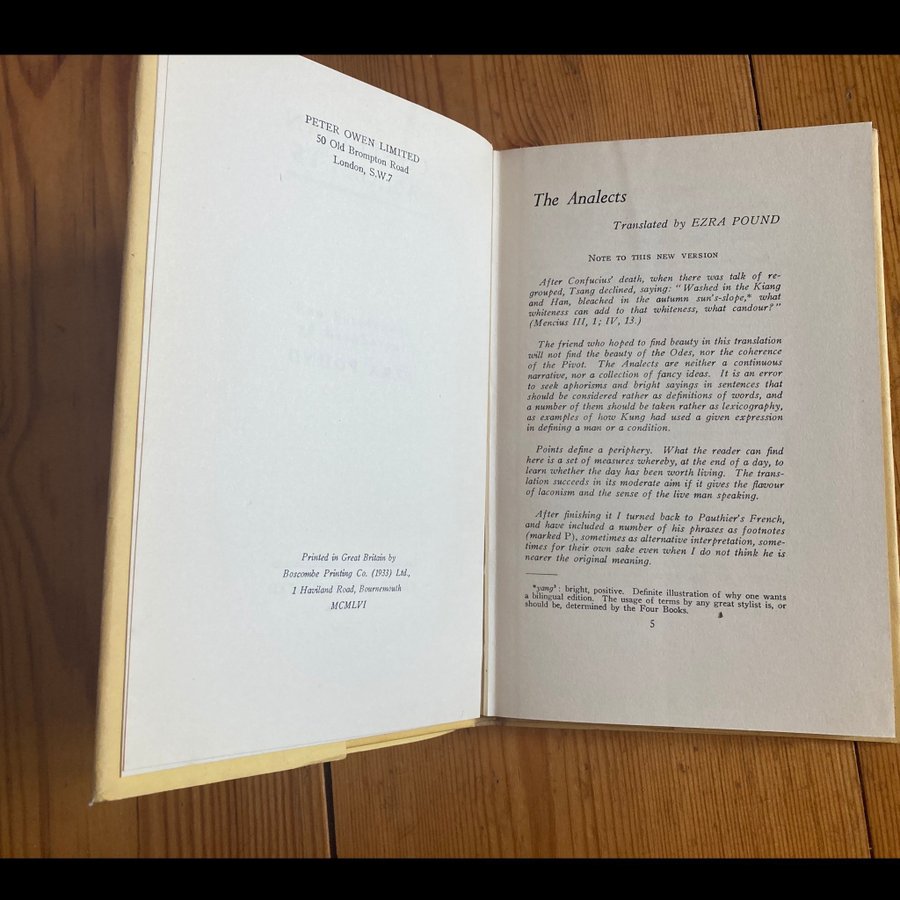 PETER OWEN LIMITED
50 Old Brompton Road
London, S.W.7
Printed in Great Britain by
Boscombe Printing Co. (1933) Ltd.,
1 Haviland Road, Bournemouth
MCMLVI
The Analects
Translated by EZRA POUND
NOTE TO THIS NEW VERSION
After Confucius' death, when there was talk of re-
grouped, Tsang declined, saying: "Washed in the Kiang
and Han, bleached in the autumn sun's-slope,* what
whiteness can add to that whiteness, what candour?"
(Mencius III, 1; IV, 13.)
The friend who hoped to find beauty in this translation
will not find the beauty of the Odes, nor the coherence
of the Pivot. The Analects are neither a continuous
narrative, nor a collection of fancy ideas. It is an error
to seek aphorisms and bright sayings in sentences that
should be considered rather as definitions of words, and
a number of them should be taken rather as lexicography,
as examples of how Kung had used a given expression
in defining a man or a condition.
Points define a periphery. What the reader can find
here is a set of measures whereby, at the end of a day, to
learn whether the day has been worth living. The trans-
lation succeeds in its moderate aim if it gives the flavour
of laconism and the sense of the live man speaking.
After finishing it I turned back to Pauthier's French,
and have included a number of his phrases as footnotes
(marked P), sometimes as alternative interpretation, some-
times for their own sake even when I do not think he is
nearer the original meaning.
*yang⁵: bright, positive. Definite illustration of why one wants
a bilingual edition. The usage of terms by any great stylist is, or
should be, determined by the Four Books.
5